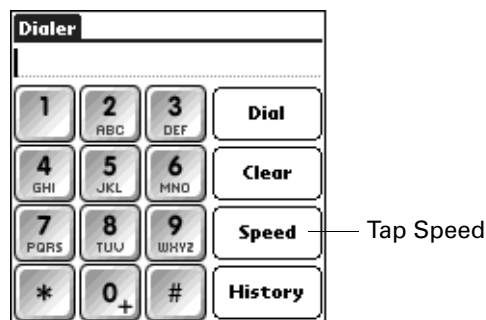 Dialer
1 2 ABC 3 DEF Dial
4 GHI 5 JKL 6 MNO Clear
7 PQRS 8 TUV 9 WXYZ Speed Tap Speed
* 0 + # History